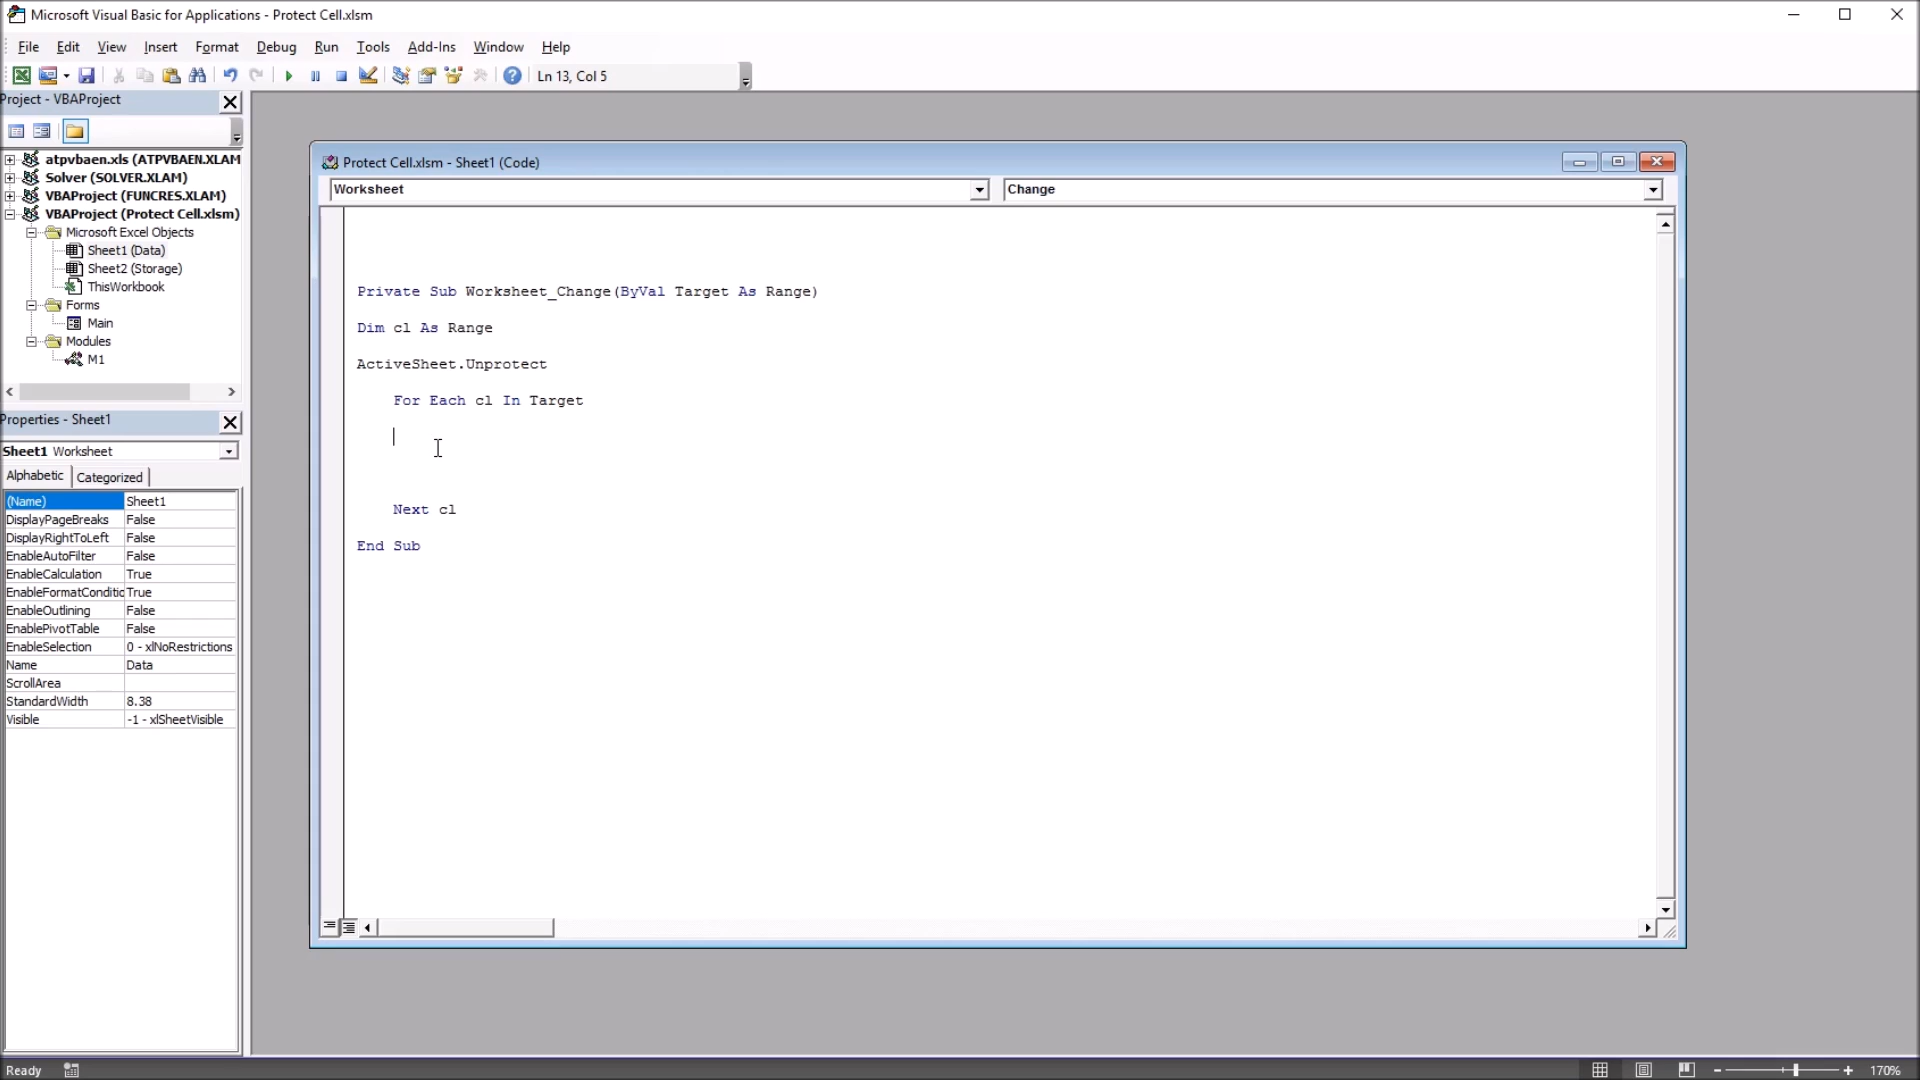 Microsoft Visual Basic for Applications - Protect Cell.xlsm
File Edit View Insert Format Debug Run Tools Add-Ins Window Help
Ln 13, Col 5
Project - VBAProject
atpvbaen.xls (ATPVBAEN.XLAM
Solver (SOLVER.XLAM)
VBAProject (FUNCRES.XLAM)
VBAProject (Protect Cell.xlsm)
Microsoft Excel Objects
Sheet1 (Data)
Sheet2 (Storage)
ThisWorkbook
Forms
Main
Modules
M1
Properties - Sheet1
Sheet1 Worksheet
Alphabetic Categorized
(Name) Sheet1
DisplayPageBreaks False
DisplayRightToLeft False
EnableAutoFilter False
EnableCalculation True
EnableFormatConditic True
EnableOutlining False
EnablePivotTable False
EnableSelection 0 - xlNoRestrictions
Name Data
ScrollArea
StandardWidth 8.38
Visible -1 - xlSheetVisible
Protect Cell.xlsm - Sheet1 (Code)
Worksheet Change
Private Sub Worksheet_Change(ByVal Target As Range)
Dim cl As Range
ActiveSheet.Unprotect
For Each cl In Target
Next cl
End Sub
Ready 170%